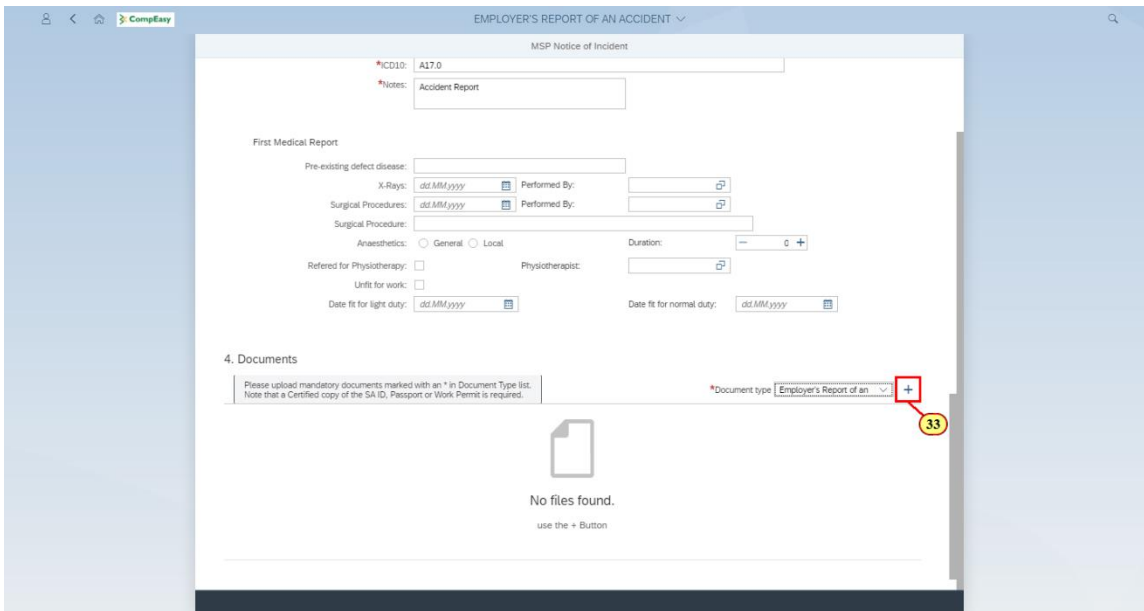 CompEasy
EMPLOYER'S REPORT OF AN ACCIDENT
MSP Notice of Incident
*ICD10: A17.0
*Notes: Accident Report
First Medical Report
Pre-existing defect disease:
X-Rays: dd.MM.yyyy Performed By:
Surgical Procedures: dd.MM.yyyy Performed By:
Surgical Procedure:
Anaesthetics: General Local Duration: − 0 +
Refered for Physiotherapy: Physiotherapist:
Unfit for work:
Date fit for light duty: dd.MM.yyyy Date fit for normal duty: dd.MM.yyyy
4. Documents
Please upload mandatory documents marked with an * in Document Type list.
Note that a Certified copy of the SA ID, Passport or Work Permit is required.
*Document type Employer's Report of an +
33
No files found.
use the + Button